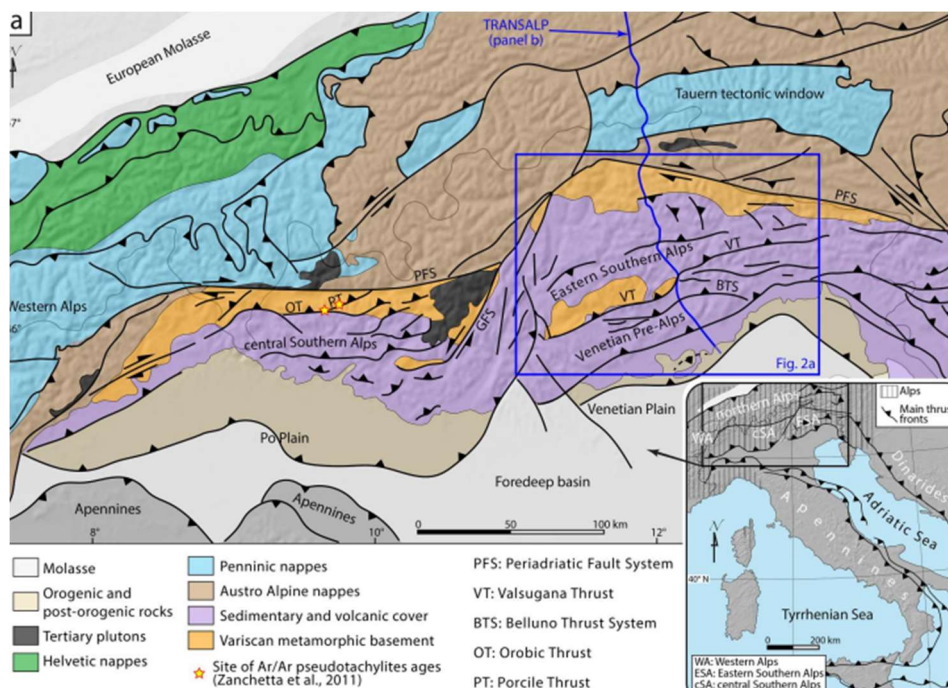 a
TRANSALP
(panel b)
European Molasse
N
Tauern tectonic window
PFS
Eastern Southern Alps
VT
BTS
VT
Venetian Pre-Alps
Fig. 2a
Western Alps
PFS
OT
PT
GFS
central Southern Alps
Po Plain
Venetian Plain
Foredeep basin
Apennines
Apennines
0 50 100 km
8°
10°
12°
Alps
Main thrust
fronts
northern Alps
WA
cSA
ESA
Dinarides
Adriatic Sea
Apennines
N
40° N
Tyrrhenian Sea
0 200 km
WA: Western Alps
ESA: Eastern Southern Alps
cSA: central Southern Alps
Molasse
Orogenic and
post-orogenic rocks
Tertiary plutons
Helvetic nappes
Penninic nappes
Austro Alpine nappes
Sedimentary and volcanic cover
Variscan metamorphic basement
Site of Ar/Ar pseudotachylites ages
(Zanchetta et al., 2011)
PFS: Periadriatic Fault System
VT: Valsugana Thrust
BTS: Belluno Thrust System
OT: Orobic Thrust
PT: Porcile Thrust